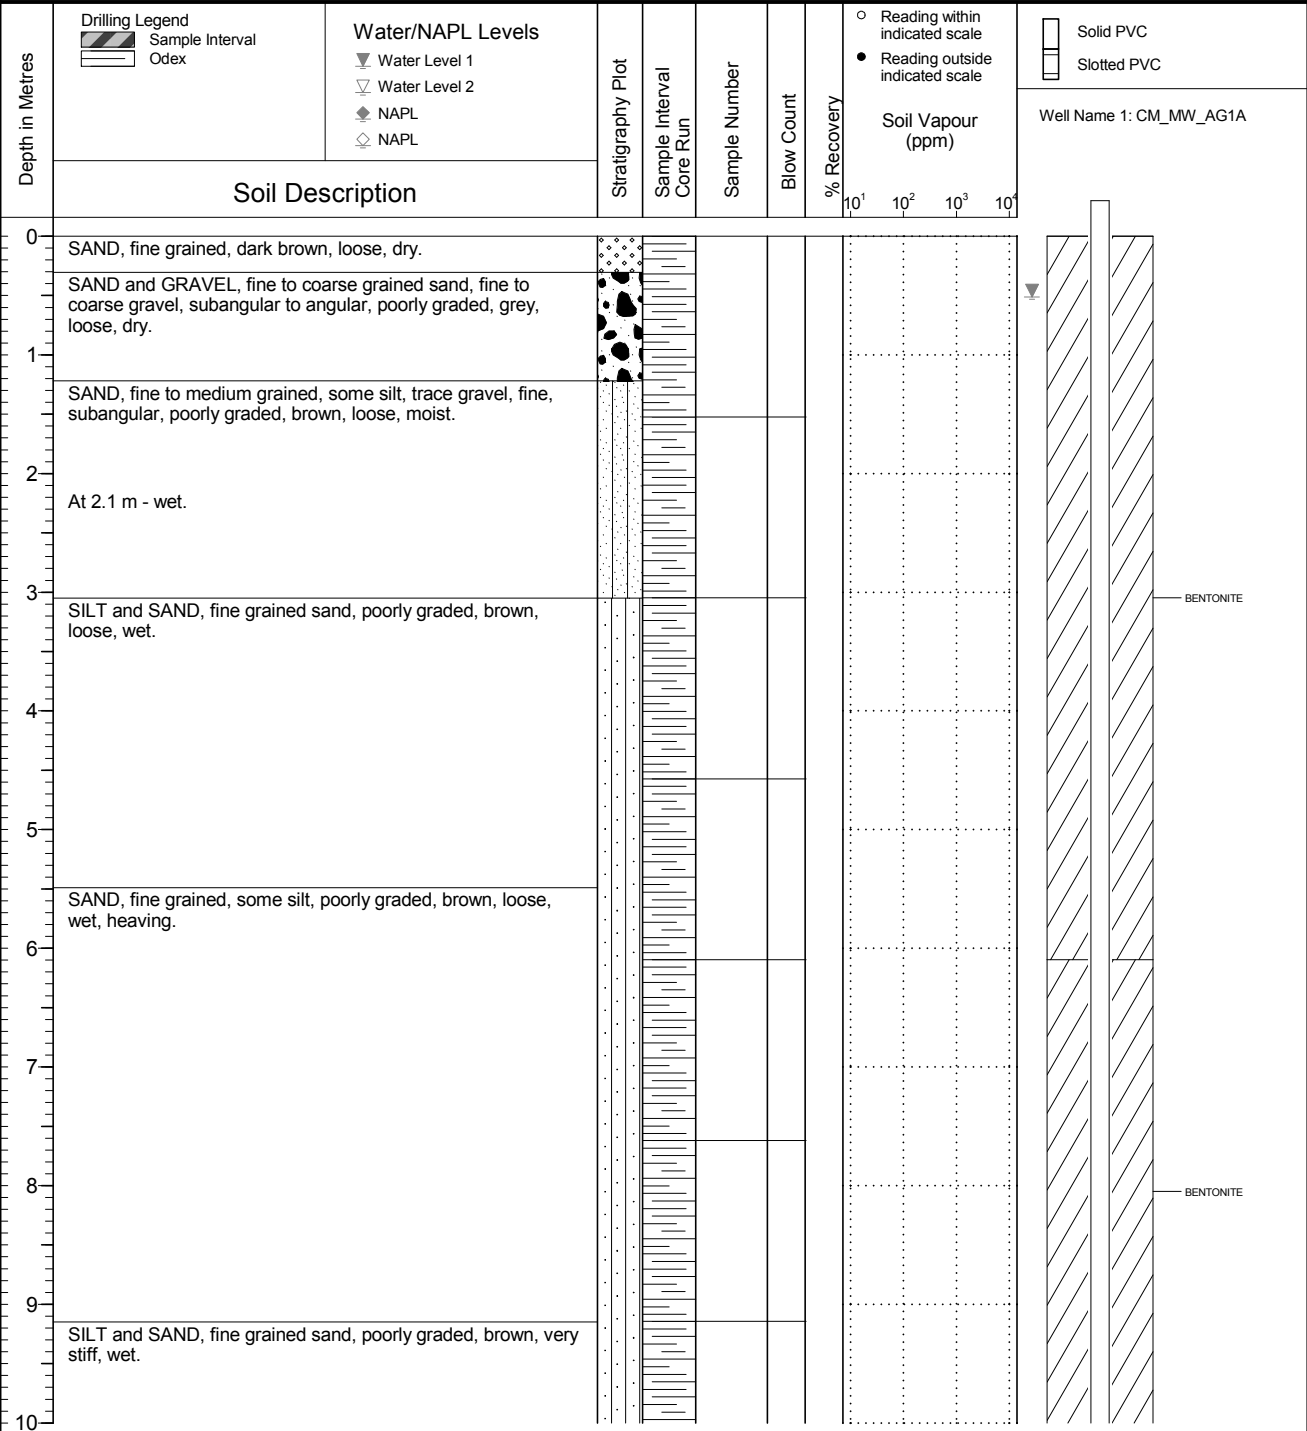 Drilling Legend
Sample Interval
Odex
Water/NAPL Levels
Water Level 1
Water Level 2
NAPL
NAPL
Depth in Metres
Soil Description
Stratigraphy Plot
Sample Interval
Core Run
Sample Number
Blow Count
% Recovery
Reading within
indicated scale
Reading outside
indicated scale
Soil Vapour
(ppm)
10¹ 10² 10³ 10⁴
Solid PVC
Slotted PVC
Well Name 1: CM_MW_AG1A
0
SAND, fine grained, dark brown, loose, dry.
SAND and GRAVEL, fine to coarse grained sand, fine to
coarse gravel, subangular to angular, poorly graded, grey,
loose, dry.
1
SAND, fine to medium grained, some silt, trace gravel, fine,
subangular, poorly graded, brown, loose, moist.
2
At 2.1 m - wet.
3
BENTONITE
SILT and SAND, fine grained sand, poorly graded, brown,
loose, wet.
4
5
SAND, fine grained, some silt, poorly graded, brown, loose,
wet, heaving.
6
7
8
BENTONITE
9
SILT and SAND, fine grained sand, poorly graded, brown, very
stiff, wet.
10